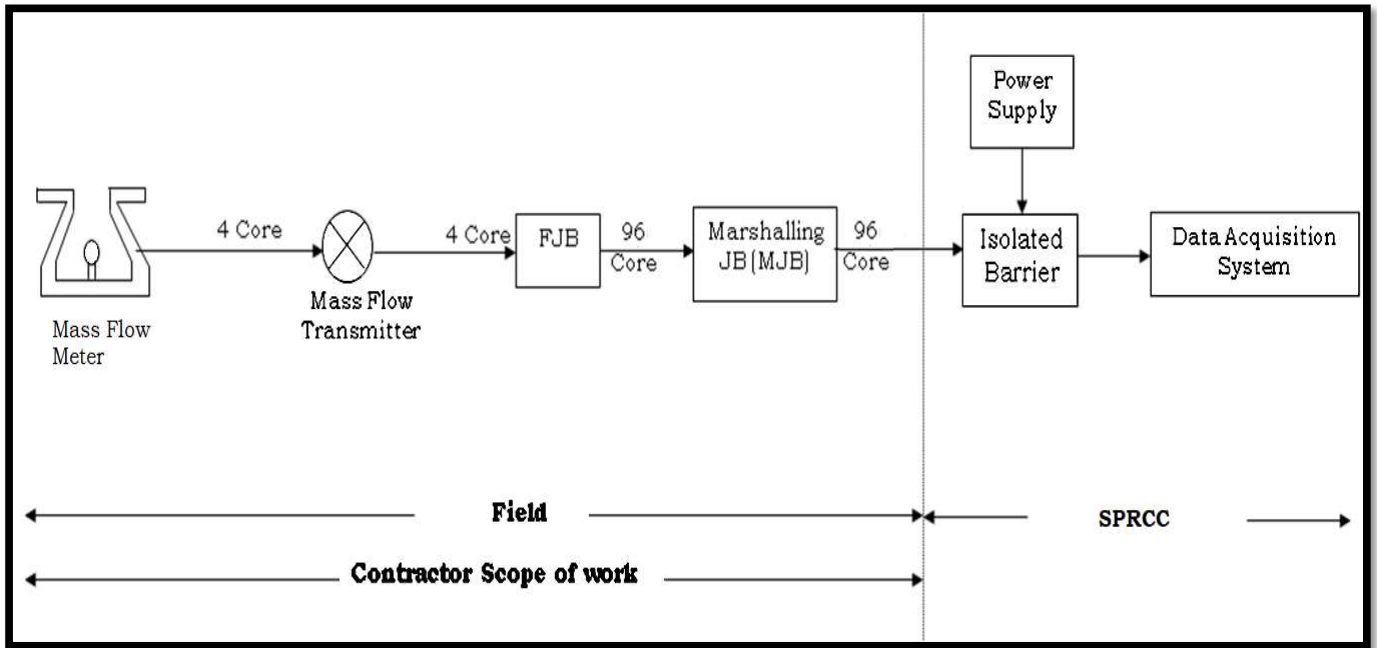 Power
Supply
4 Core
4 Core
FJB
96
Core
Marshalling
JB (MJB)
96
Core
Isolated
Barrier
Data Acquisition
System
Mass Flow
Meter
Mass Flow
Transmitter
Field
SPRCC
Contractor Scope of work